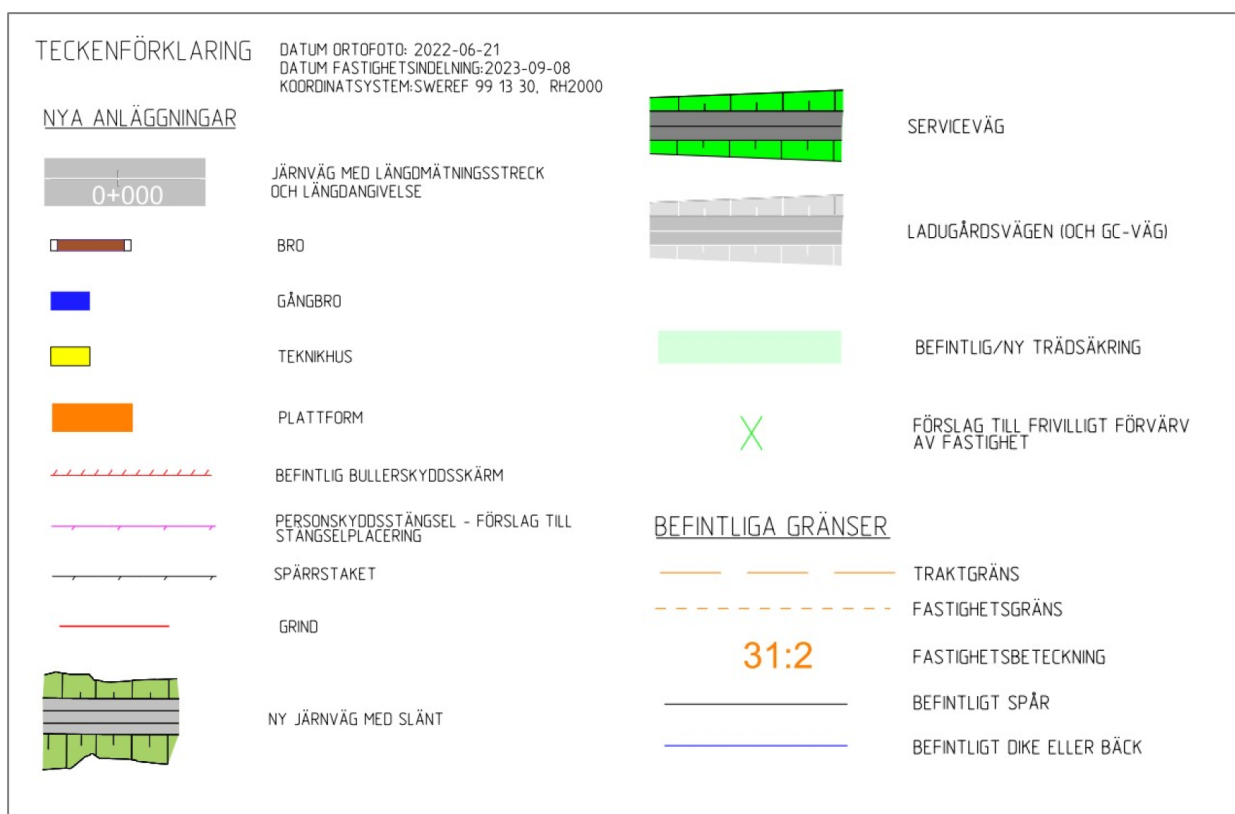 TECKENFÖRKLARING
DATUM ORTOFOTO: 2022-06-21
DATUM FASTIGHETSINDELNING:2023-09-08
KOORDINATSYSTEM:SWEREF 99 13 30, RH2000
NYA ANLÄGGNINGAR
0+000
JÄRNVÄG MED LÄNGDMÄTNINGSSTRECK
OCH LÄNGDANGIVELSE
BRO
GÅNGBRO
TEKNIKHUS
PLATTFORM
BEFINTLIG BULLERSKYDDSSKÄRM
PERSONSKYDDSSTÄNGSEL - FÖRSLAG TILL
STÄNGSELPLACERING
SPÄRRSTAKET
GRIND
NY JÄRNVÄG MED SLÄNT
SERVICEVÄG
LADUGÅRDSVÄGEN (OCH GC-VÄG)
BEFINTLIG/NY TRÄDSÄKRING
FÖRSLAG TILL FRIVILLIGT FÖRVÄRV
AV FASTIGHET
BEFINTLIGA GRÄNSER
TRAKTGRÄNS
FASTIGHETSGRÄNS
31:2
FASTIGHETSBETECKNING
BEFINTLIGT SPÅR
BEFINTLIGT DIKE ELLER BÄCK